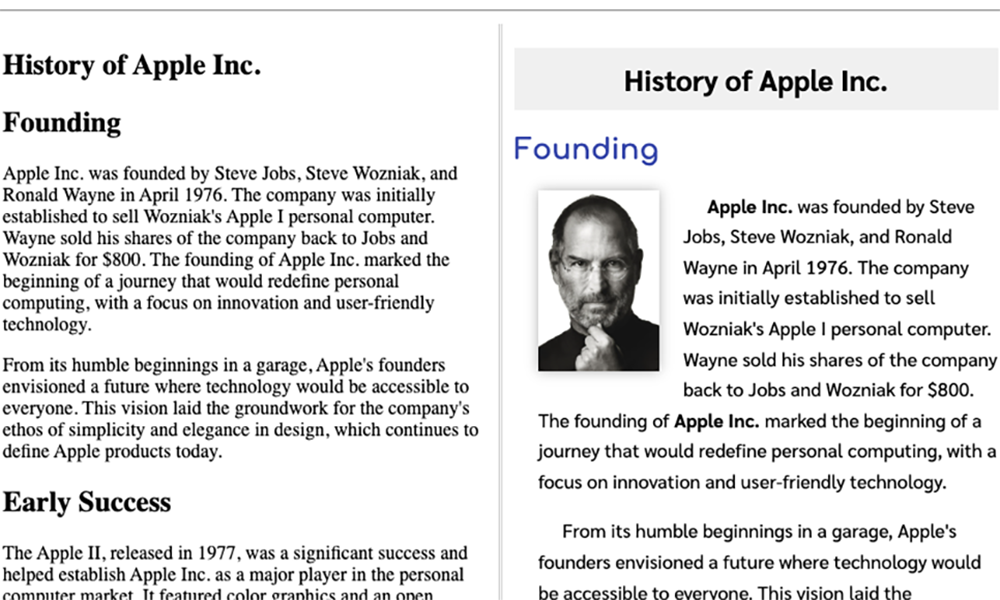 History of Apple Inc.
Founding
Apple Inc. was founded by Steve Jobs, Steve Wozniak, and
Ronald Wayne in April 1976. The company was initially
established to sell Wozniak's Apple I personal computer.
Wayne sold his shares of the company back to Jobs and
Wozniak for $800. The founding of Apple Inc. marked the
beginning of a journey that would redefine personal
computing, with a focus on innovation and user-friendly
technology.
From its humble beginnings in a garage, Apple's founders
envisioned a future where technology would be accessible to
everyone. This vision laid the groundwork for the company's
ethos of simplicity and elegance in design, which continues to
define Apple products today.
Early Success
The Apple II, released in 1977, was a significant success and
helped establish Apple Inc. as a major player in the personal
computer market. It featured color graphics and an open
History of Apple Inc.
Founding
Apple Inc. was founded by Steve
Jobs, Steve Wozniak, and Ronald
Wayne in April 1976. The company
was initially established to sell
Wozniak's Apple I personal computer.
Wayne sold his shares of the company
back to Jobs and Wozniak for $800.
The founding of Apple Inc. marked the beginning of a
journey that would redefine personal computing, with a
focus on innovation and user-friendly technology.
From its humble beginnings in a garage, Apple's
founders envisioned a future where technology would
be accessible to everyone. This vision laid the